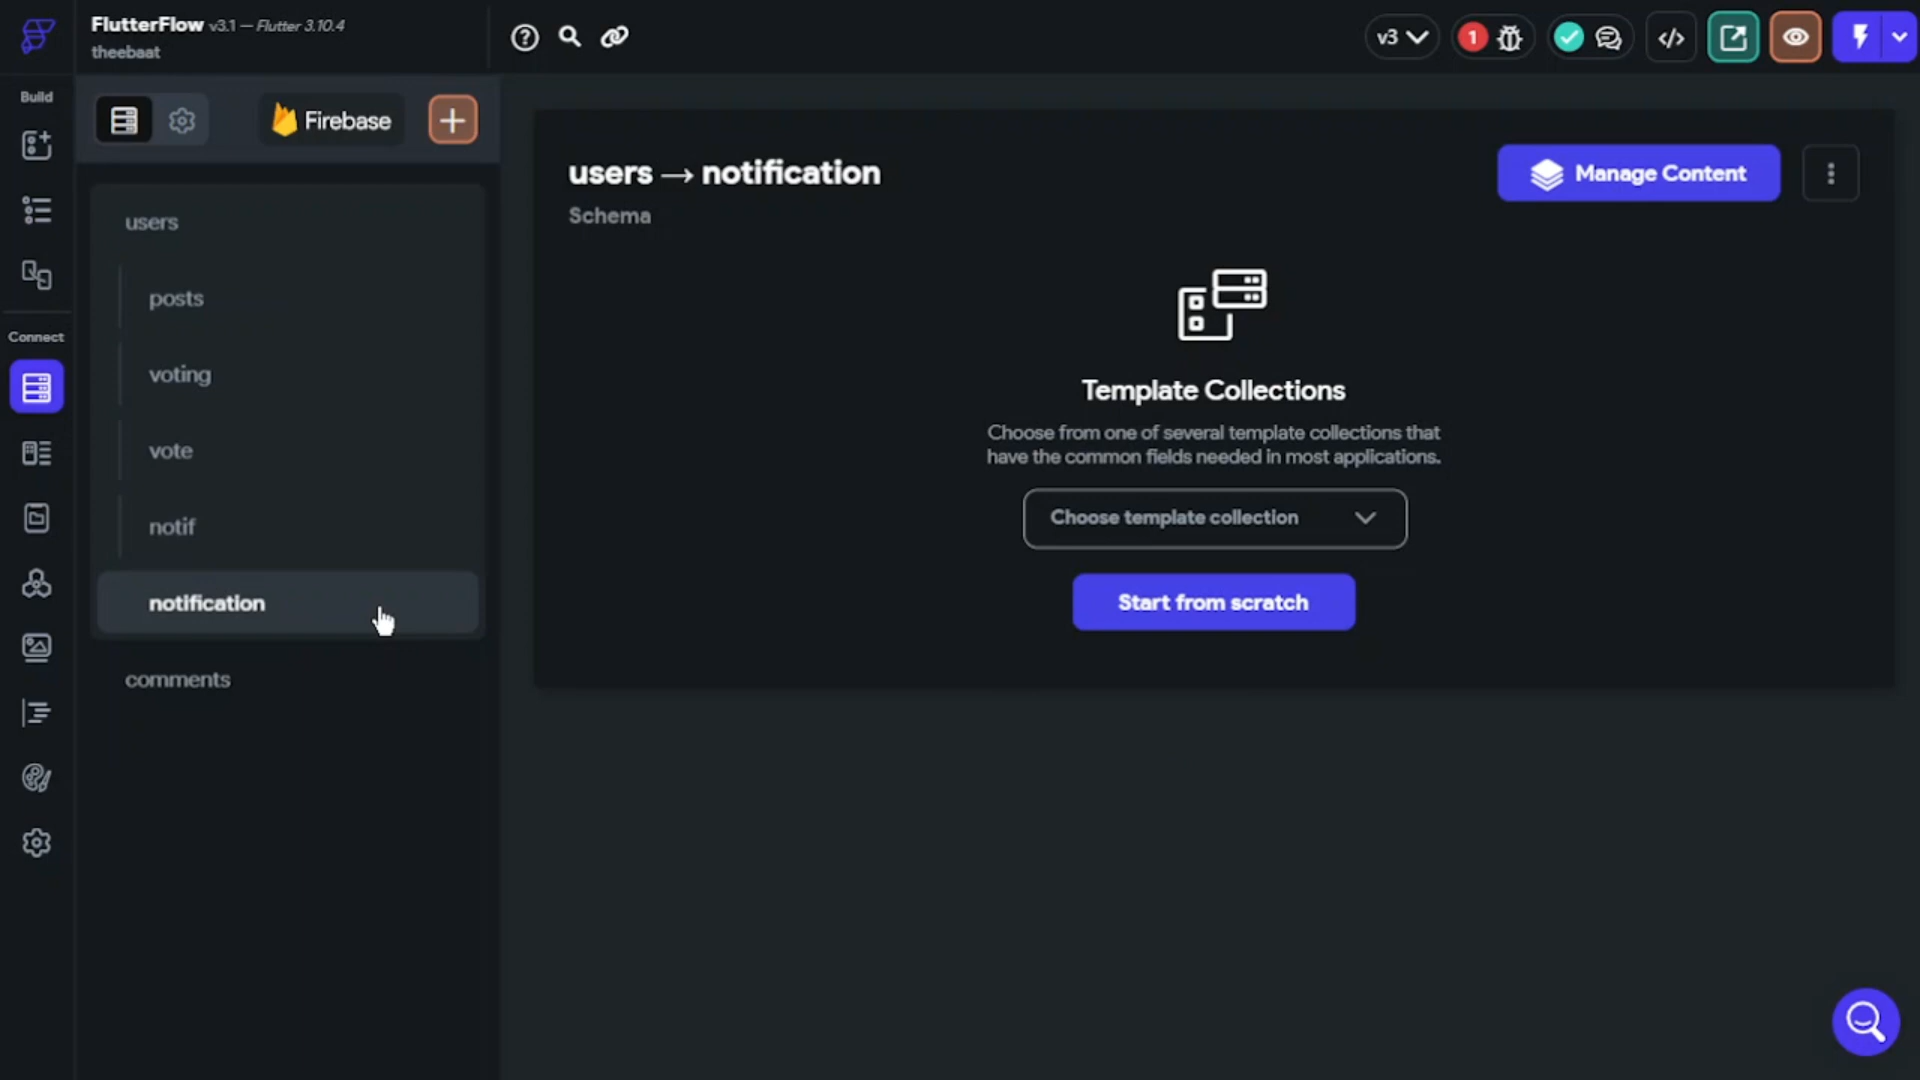 FlutterFlow v3.1 — Flutter 3.10.4
theebaat
v3
1
Build
Firebase
users
posts
voting
vote
notif
notification
comments
Connect
users → notification
Schema
Manage Content
Template Collections
Choose from one of several template collections that
have the common fields needed in most applications.
Choose template collection
Start from scratch